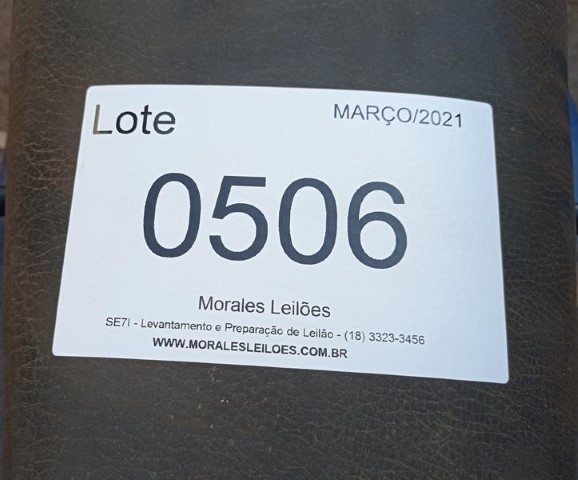 Lote
MARÇO/2021
0506
Morales Leilões
SE7I - Levantamento e Preparação de Leilão - (18) 3323-3456
WWW.MORALESLEILOES.COM.BR